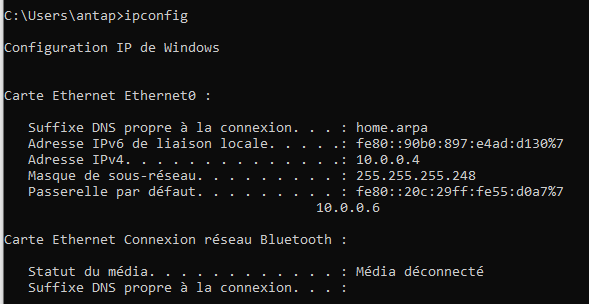 C:\Users\antap>ipconfig
Configuration IP de Windows
Carte Ethernet Ethernet0 :
Suffixe DNS propre à la connexion. . . : home.arpa
Adresse IPv6 de liaison locale. . . . .: fe80::90b0:897:e4ad:d130%7
Adresse IPv4. . . . . . . . . . . . . .: 10.0.0.4
Masque de sous-réseau. . . . . . . . . : 255.255.255.248
Passerelle par défaut. . . . . . . . . : fe80::20c:29ff:fe55:d0a7%7
10.0.0.6
Carte Ethernet Connexion réseau Bluetooth :
Statut du média. . . . . . . . . . . . : Média déconnecté
Suffixe DNS propre à la connexion. . . :